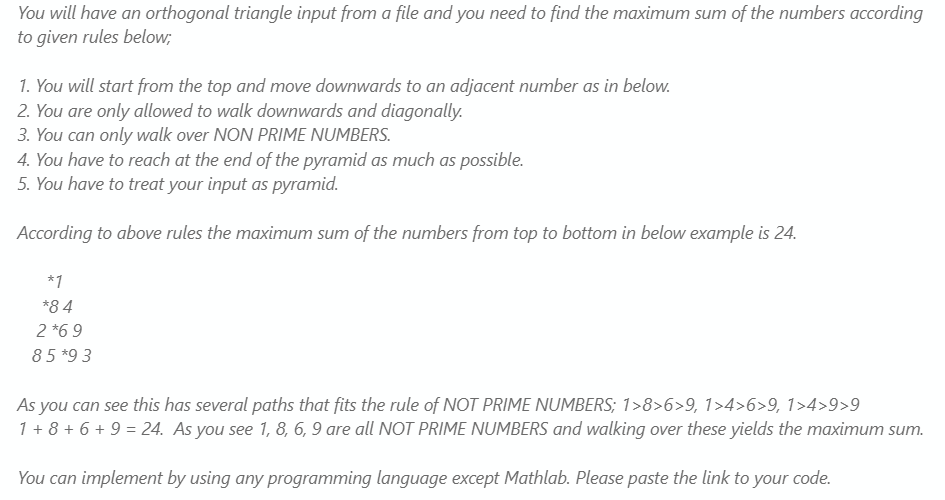 You will have an orthogonal triangle input from a file and you need to find the maximum sum of the numbers according
to given rules below;
1. You will start from the top and move downwards to an adjacent number as in below.
2. You are only allowed to walk downwards and diagonally.
3. You can only walk over NON PRIME NUMBERS.
4. You have to reach at the end of the pyramid as much as possible.
5. You have to treat your input as pyramid.
According to above rules the maximum sum of the numbers from top to bottom in below example is 24.
*1
*8 4
2 *6 9
8 5 *9 3
As you can see this has several paths that fits the rule of NOT PRIME NUMBERS; 1>8>6>9, 1>4>6>9, 1>4>9>9
1 + 8 + 6 + 9 = 24. As you see 1, 8, 6, 9 are all NOT PRIME NUMBERS and walking over these yields the maximum sum.
You can implement by using any programming language except Mathlab. Please paste the link to your code.